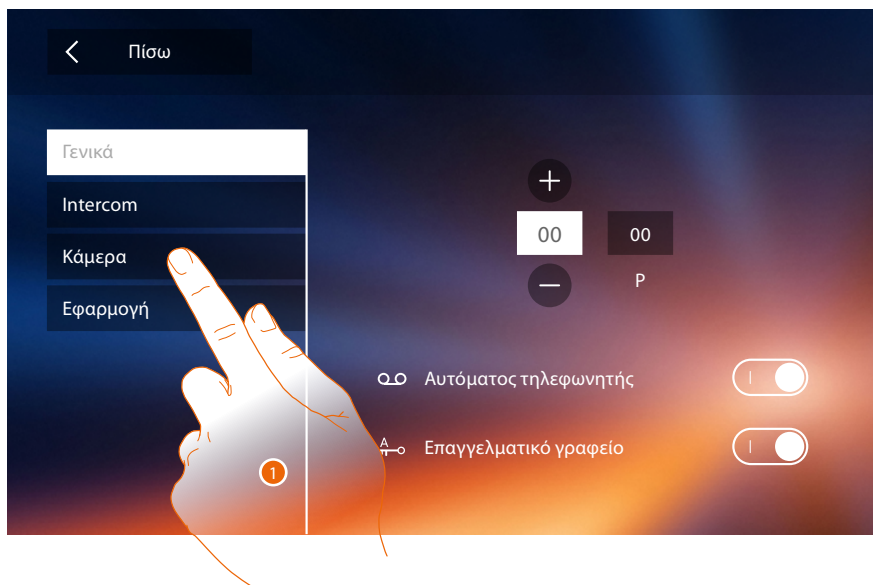 Πίσω
Γενικά
Intercom
Κάμερα
Εφαρμογή
00 00
P
Αυτόματος τηλεφωνητής
A Επαγγελματικό γραφείο
1